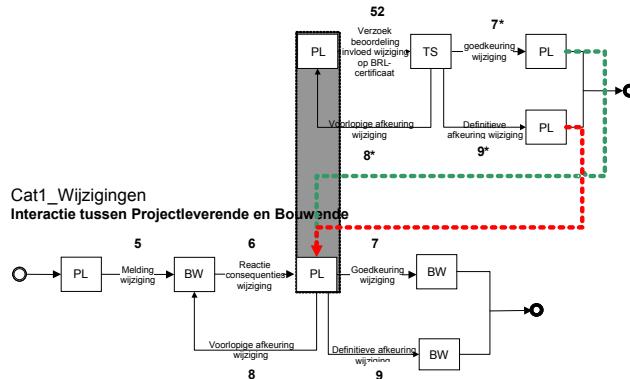 52
7*
PL
Verzoek
beoordeling
invloed wijziging
op BRL-
certificaat
TS
goedkeuring
wijziging
PL
Voorlopige afkeuring
wijziging
8*
Definitieve
afkeuring wijziging
9*
PL
Cat1_Wijzigingen
Interactie tussen Projectleverende en Bouwende
5
6
7
PL
Melding
wijziging
BW
Reactie
consequenties
wijziging
PL
Goedkeuring
wijziging
BW
Voorlopige afkeuring
wijziging
8
Definitieve afkeuring
wijziging
9
BW